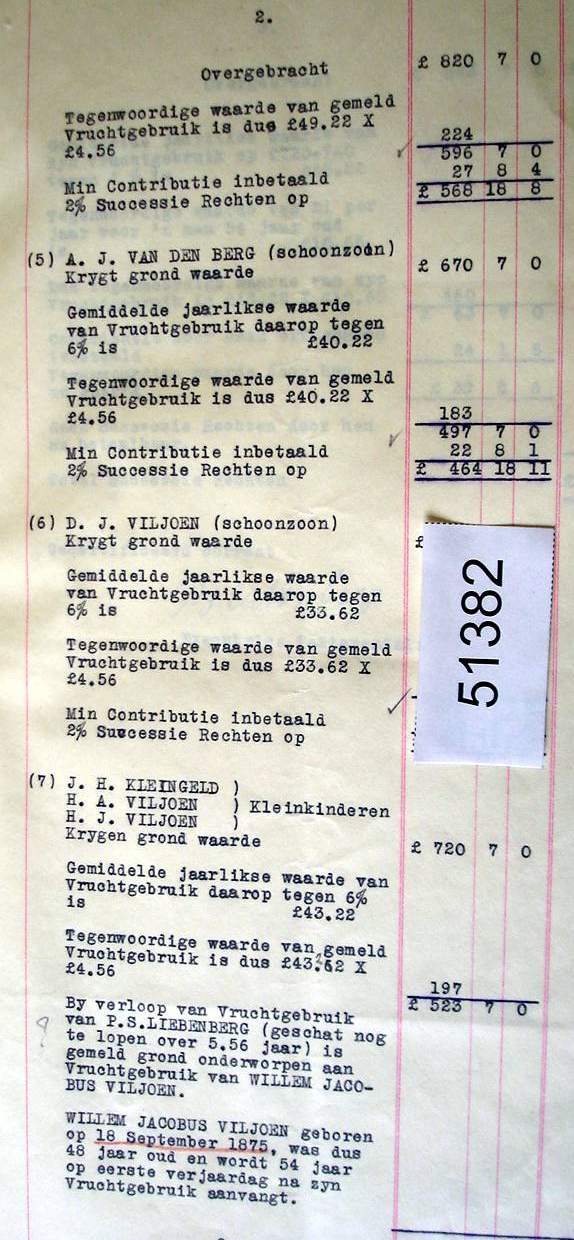 2.
Overgebracht £ 820 7 0
Tegenwoordige waarde van gemeld
Vruchtgebruik is due £49.22 X
£4.56 224
596 7 0
Min Contributie inbetaald 27 8 4
2% Successie Rechten op £ 568 18 8
(5) A. J. VAN DEN BERG (schoonzoon)
Krygt grond waarde £ 670 7 0
Gemiddelde jaarlikse waarde
van Vruchtgebruik daarop tegen
6% is £40.22
Tegenwoordige waarde van gemeld
Vruchtgebruik is dus £40.22 X
£4.56 183
497 7 0
Min Contributie inbetaald 22 8 1
2% Successie Rechten op £ 464 18 11
(6) D. J. VILJOEN (schoonzoon)
Krygt grond waarde £
Gemiddelde jaarlikse waarde
van Vruchtgebruik daarop tegen
6% is £33.62
Tegenwoordige waarde van gemeld
Vruchtgebruik is dus £33.62 X
£4.56
Min Contributie inbetaald
2% Successie Rechten op
51382
(7) J. H. KLEINGELD )
H. A. VILJOEN ) Kleinkinderen
H. J. VILJOEN )
Krygen grond waarde £ 720 7 0
Gemiddelde jaarlikse waarde van
Vruchtgebruik daarop tegen 6%
is £43.22
Tegenwoordige waarde van gemeld
Vruchtgebruik is dus X
£4.56 197
£ 523 7 0
By verloop van Vruchtgebruik
van P.S.LIEBENBERG (geschat nog
te lopen over 5.56 jaar) is
gemeld grond onderworpen aan
Vruchtgebruik van WILLEM JACO-
BUS VILJOEN.
WILLEM JACOBUS VILJOEN geboren
op 18 September 1875, was dus
48 jaar oud en wordt 54 jaar
op eerste verjaardag na zyn
Vruchtgebruik aanvangt.